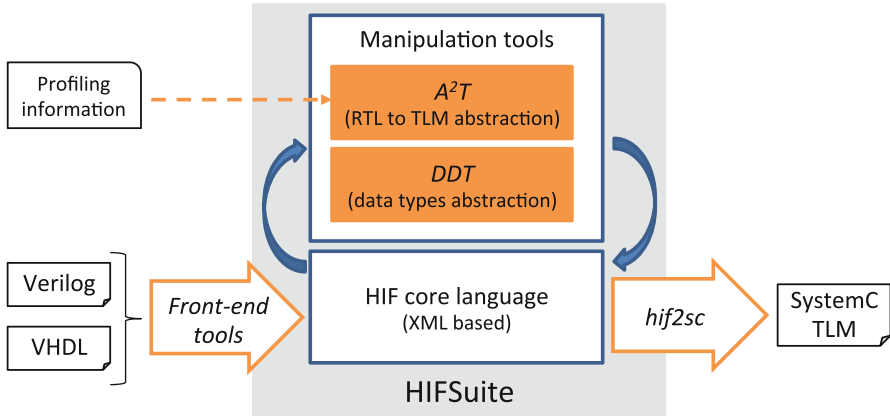 Manipulation tools
Profiling
information
A²T
(RTL to TLM abstraction)
DDT
(data types abstraction)
Verilog
VHDL
Front-end
tools
HIF core language
(XML based)
hif2sc
SystemC
TLM
HIFSuite